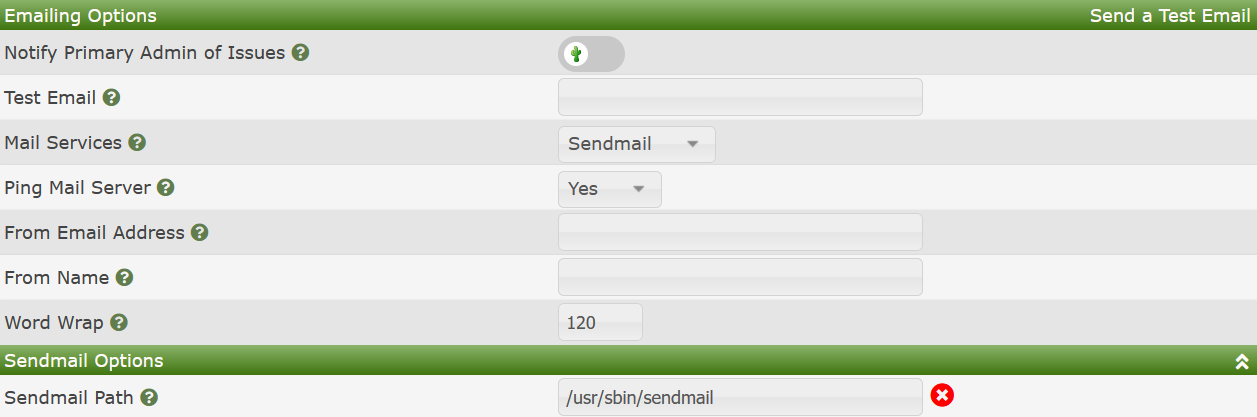 Emailing Options Send a Test Email
Notify Primary Admin of Issues
Test Email
Mail Services Sendmail
Ping Mail Server Yes
From Email Address
From Name
Word Wrap 120
Sendmail Options
Sendmail Path /usr/sbin/sendmail